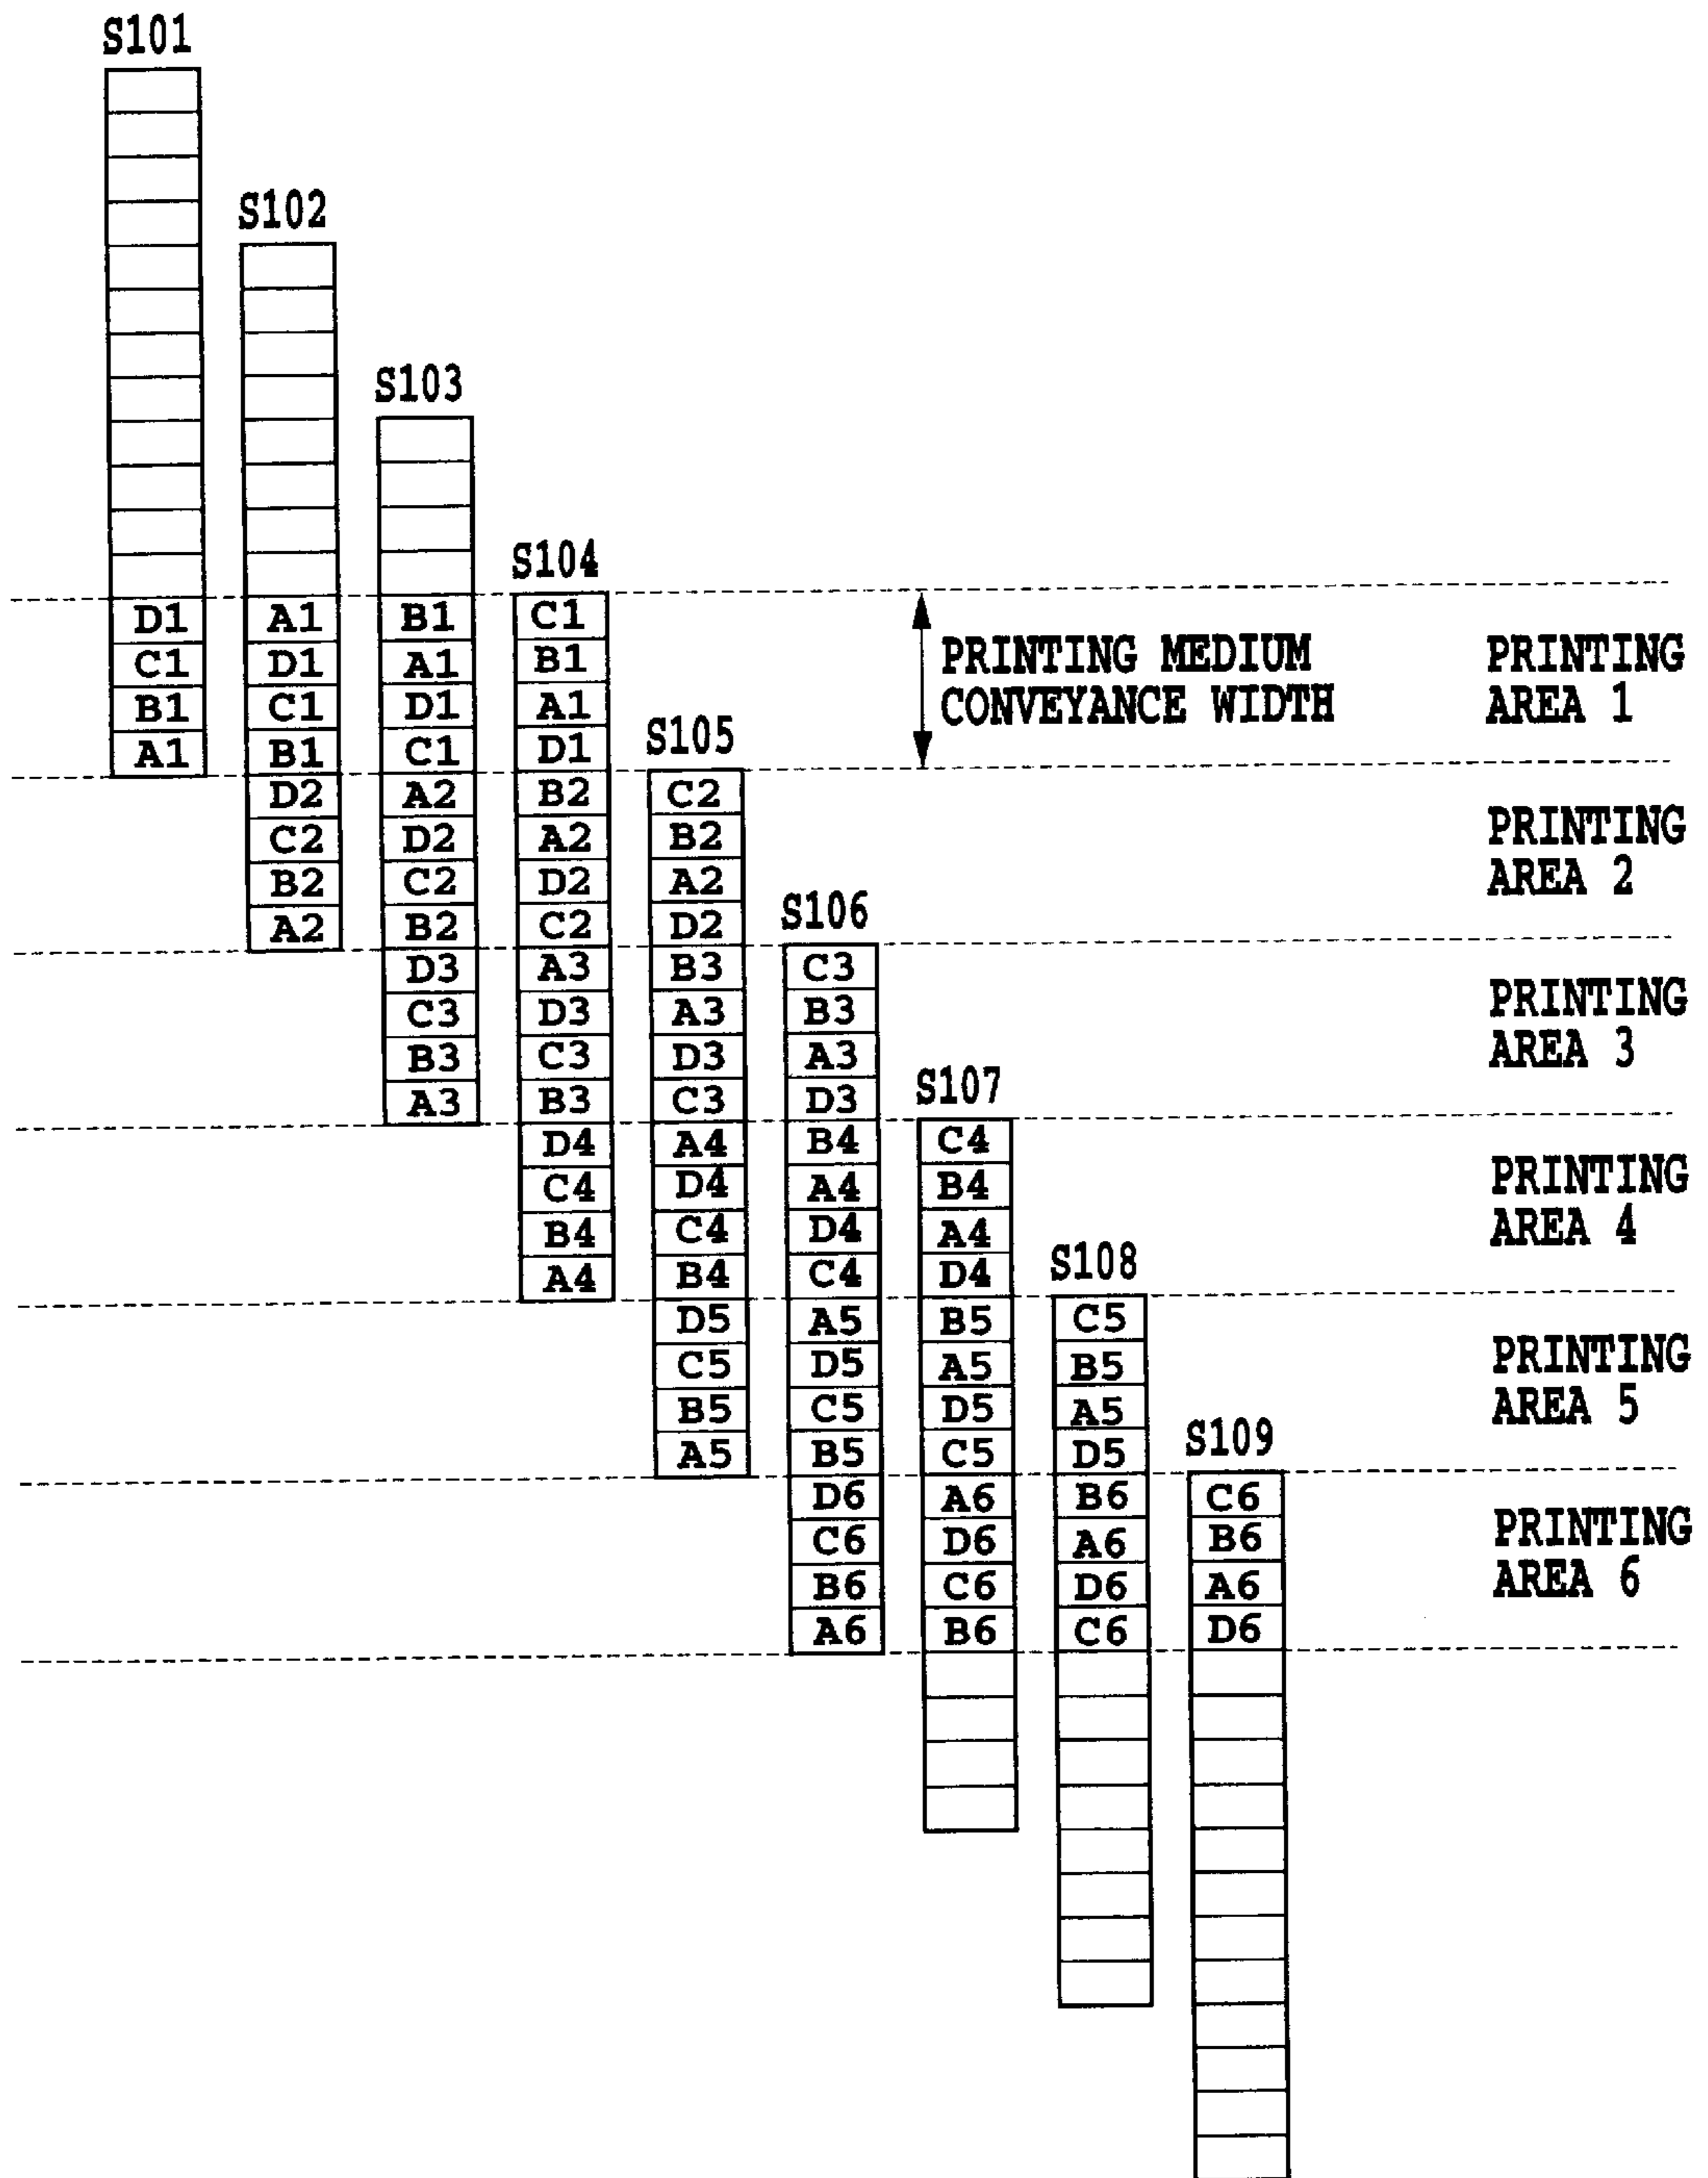 S101
S102
S103
S104
D1 A1 B1 C1
C1 D1 A1 B1 PRINTING MEDIUM PRINTING
B1 C1 D1 A1 CONVEYANCE WIDTH AREA 1
A1 B1 C1 D1 S105
D2 A2 B2 C2
C2 D2 A2 B2 PRINTING
B2 C2 D2 A2 AREA 2
A2 B2 C2 D2 S106
D3 A3 B3 C3
C3 D3 A3 B3 PRINTING
B3 C3 D3 A3 AREA 3
A3 B3 C3 D3 S107
D4 A4 B4 C4
C4 D4 A4 B4 PRINTING
B4 C4 D4 A4 AREA 4
A4 B4 C4 D4 S108
D5 A5 B5 C5
C5 D5 A5 B5 PRINTING
B5 C5 D5 A5 AREA 5
A5 B5 C5 D5 S109
D6 A6 B6 C6
C6 D6 A6 B6 PRINTING
B6 C6 D6 A6 AREA 6
A6 B6 C6 D6